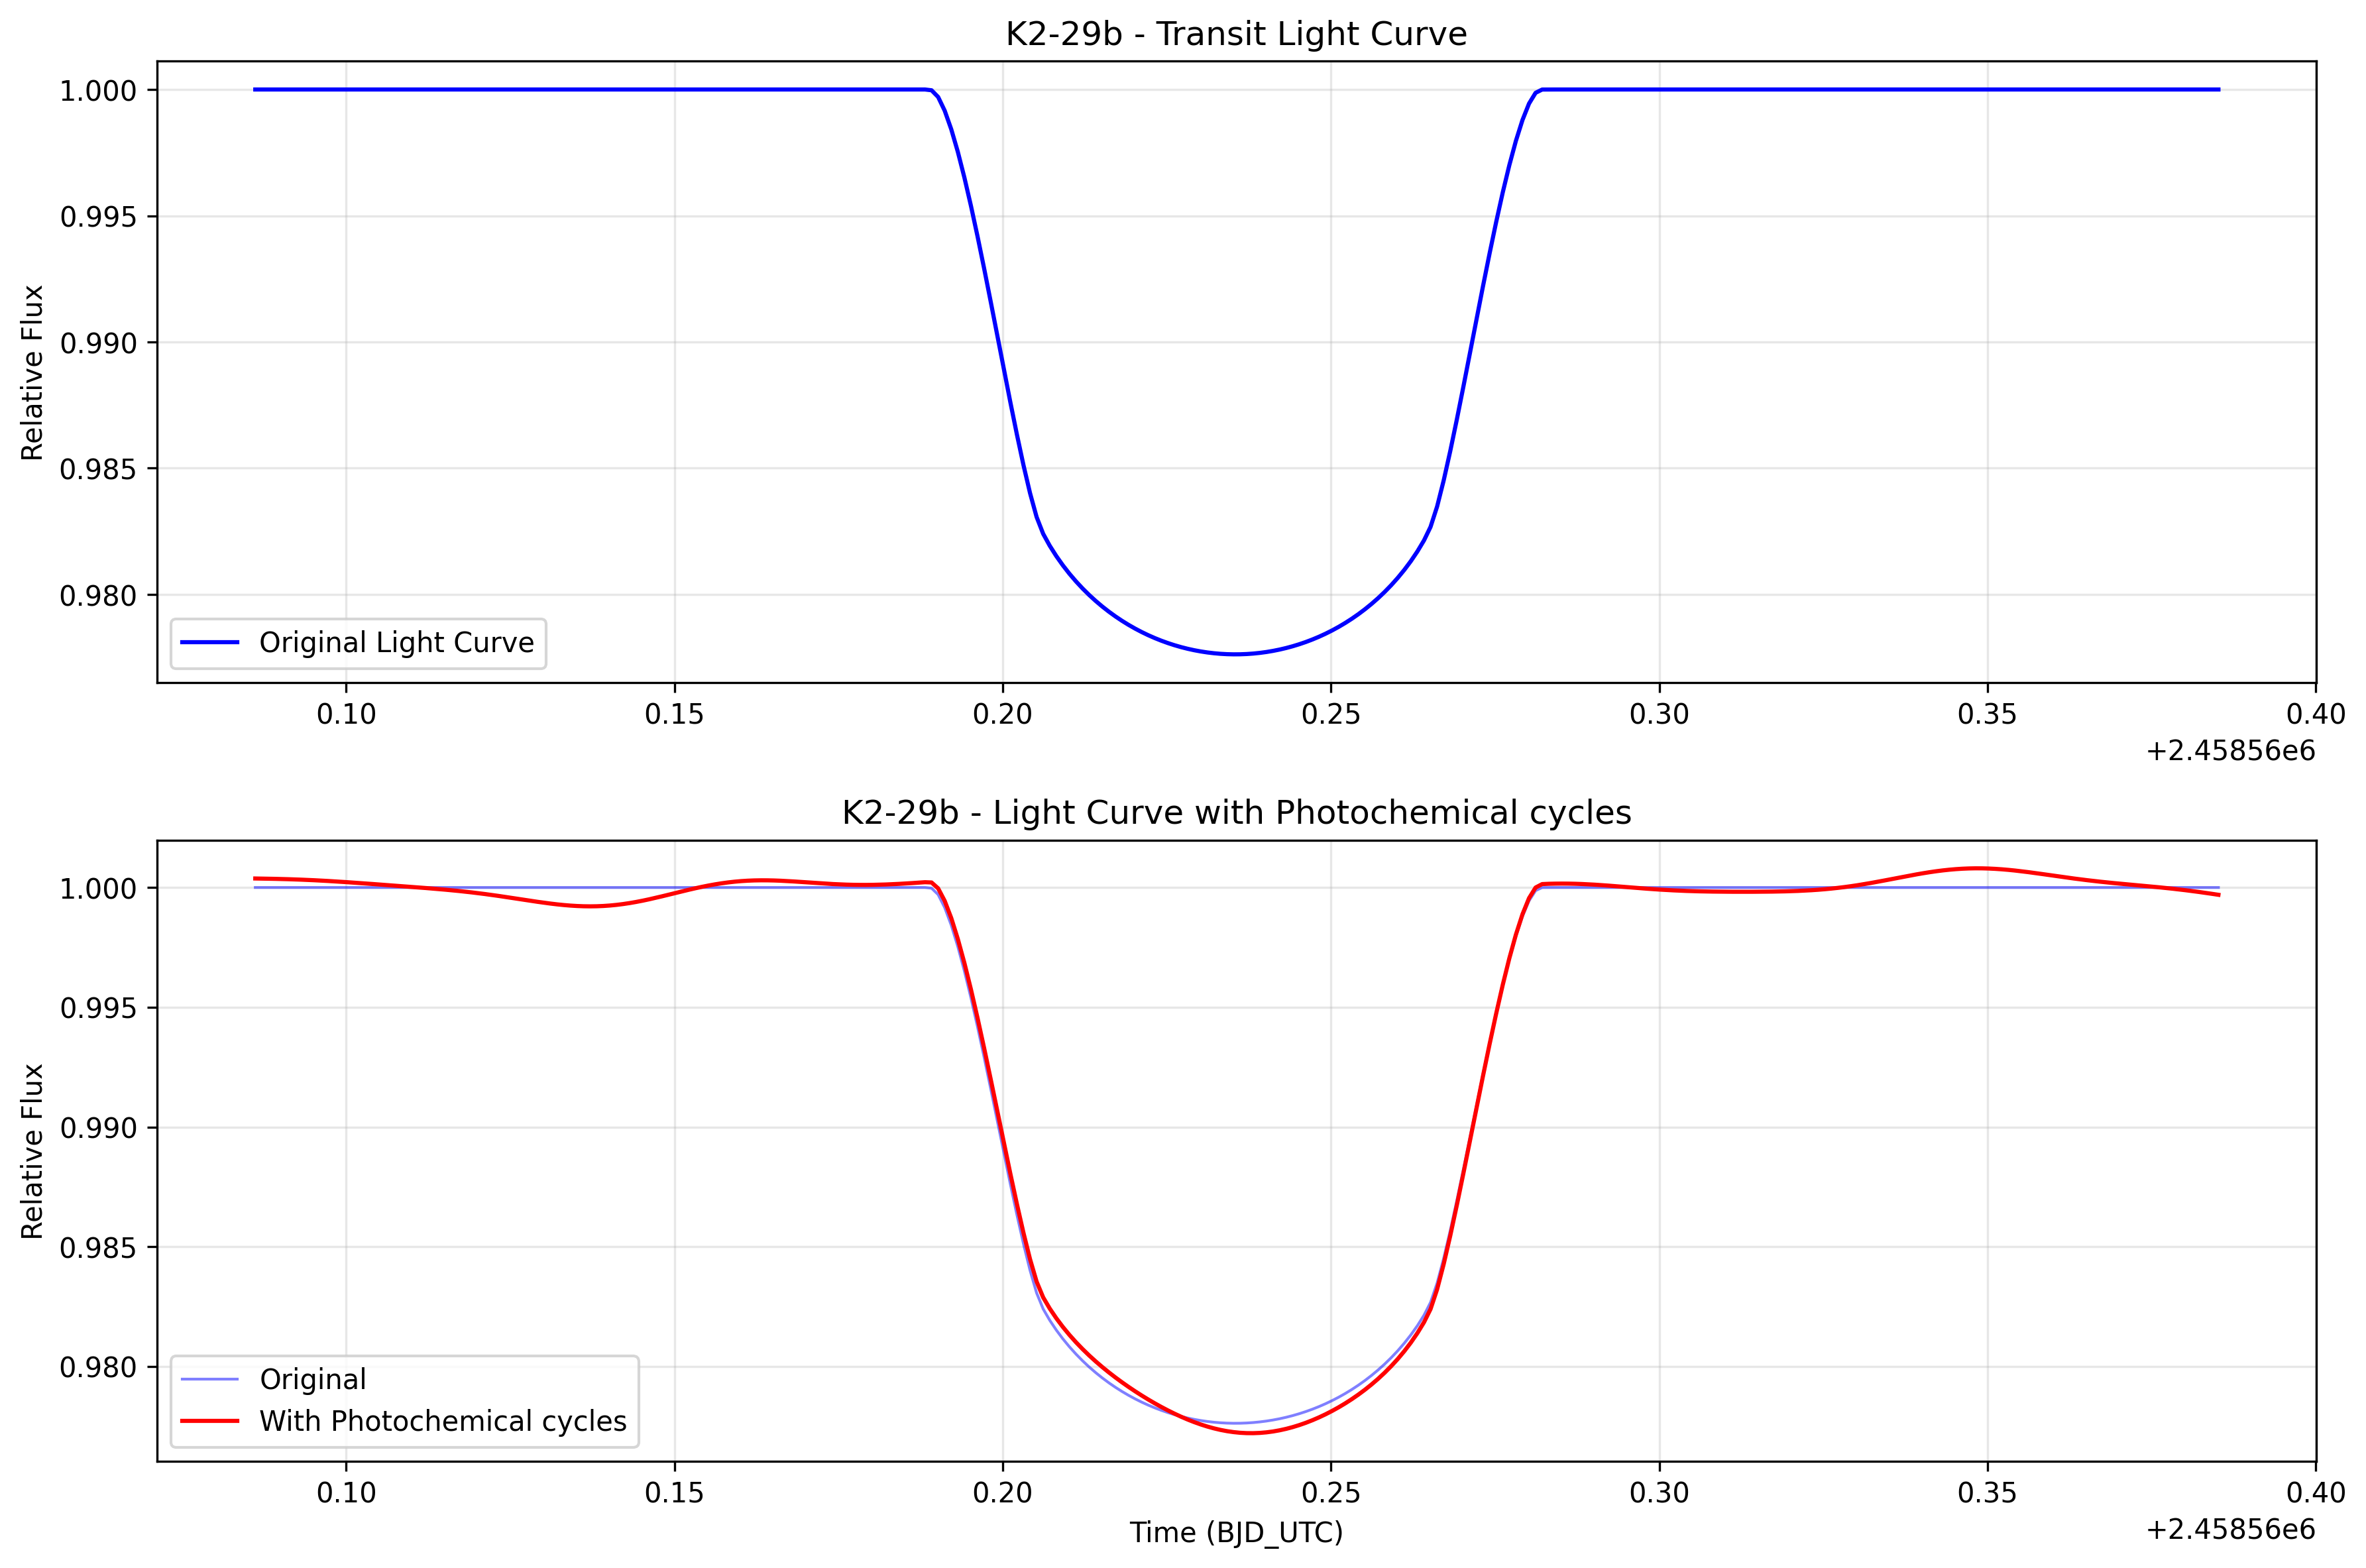 K2-29b - Transit Light Curve
Relative Flux
1.000
0.995
0.990
0.985
0.980
Original Light Curve
0.10 0.15 0.20 0.25 0.30 0.35 0.40
+2.45856e6
K2-29b - Light Curve with Photochemical cycles
Relative Flux
1.000
0.995
0.990
0.985
0.980
Original
With Photochemical cycles
0.10 0.15 0.20 0.25 0.30 0.35 0.40
Time (BJD_UTC)
+2.45856e6